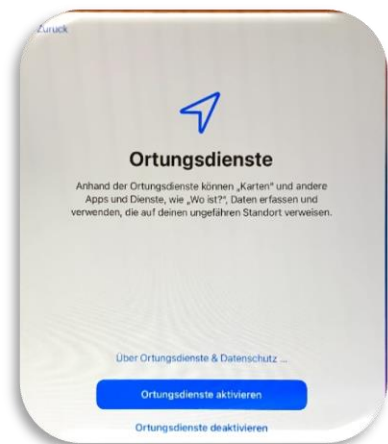 Zurück
Ortungsdienste
Anhand der Ortungsdienste können „Karten“ und andere
Apps und Dienste, wie „Wo ist?“, Daten erfassen und
verwenden, die auf deinen ungefähren Standort verweisen.
Über Ortungsdienste & Datenschutz ...
Ortungsdienste aktivieren
Ortungsdienste deaktivieren